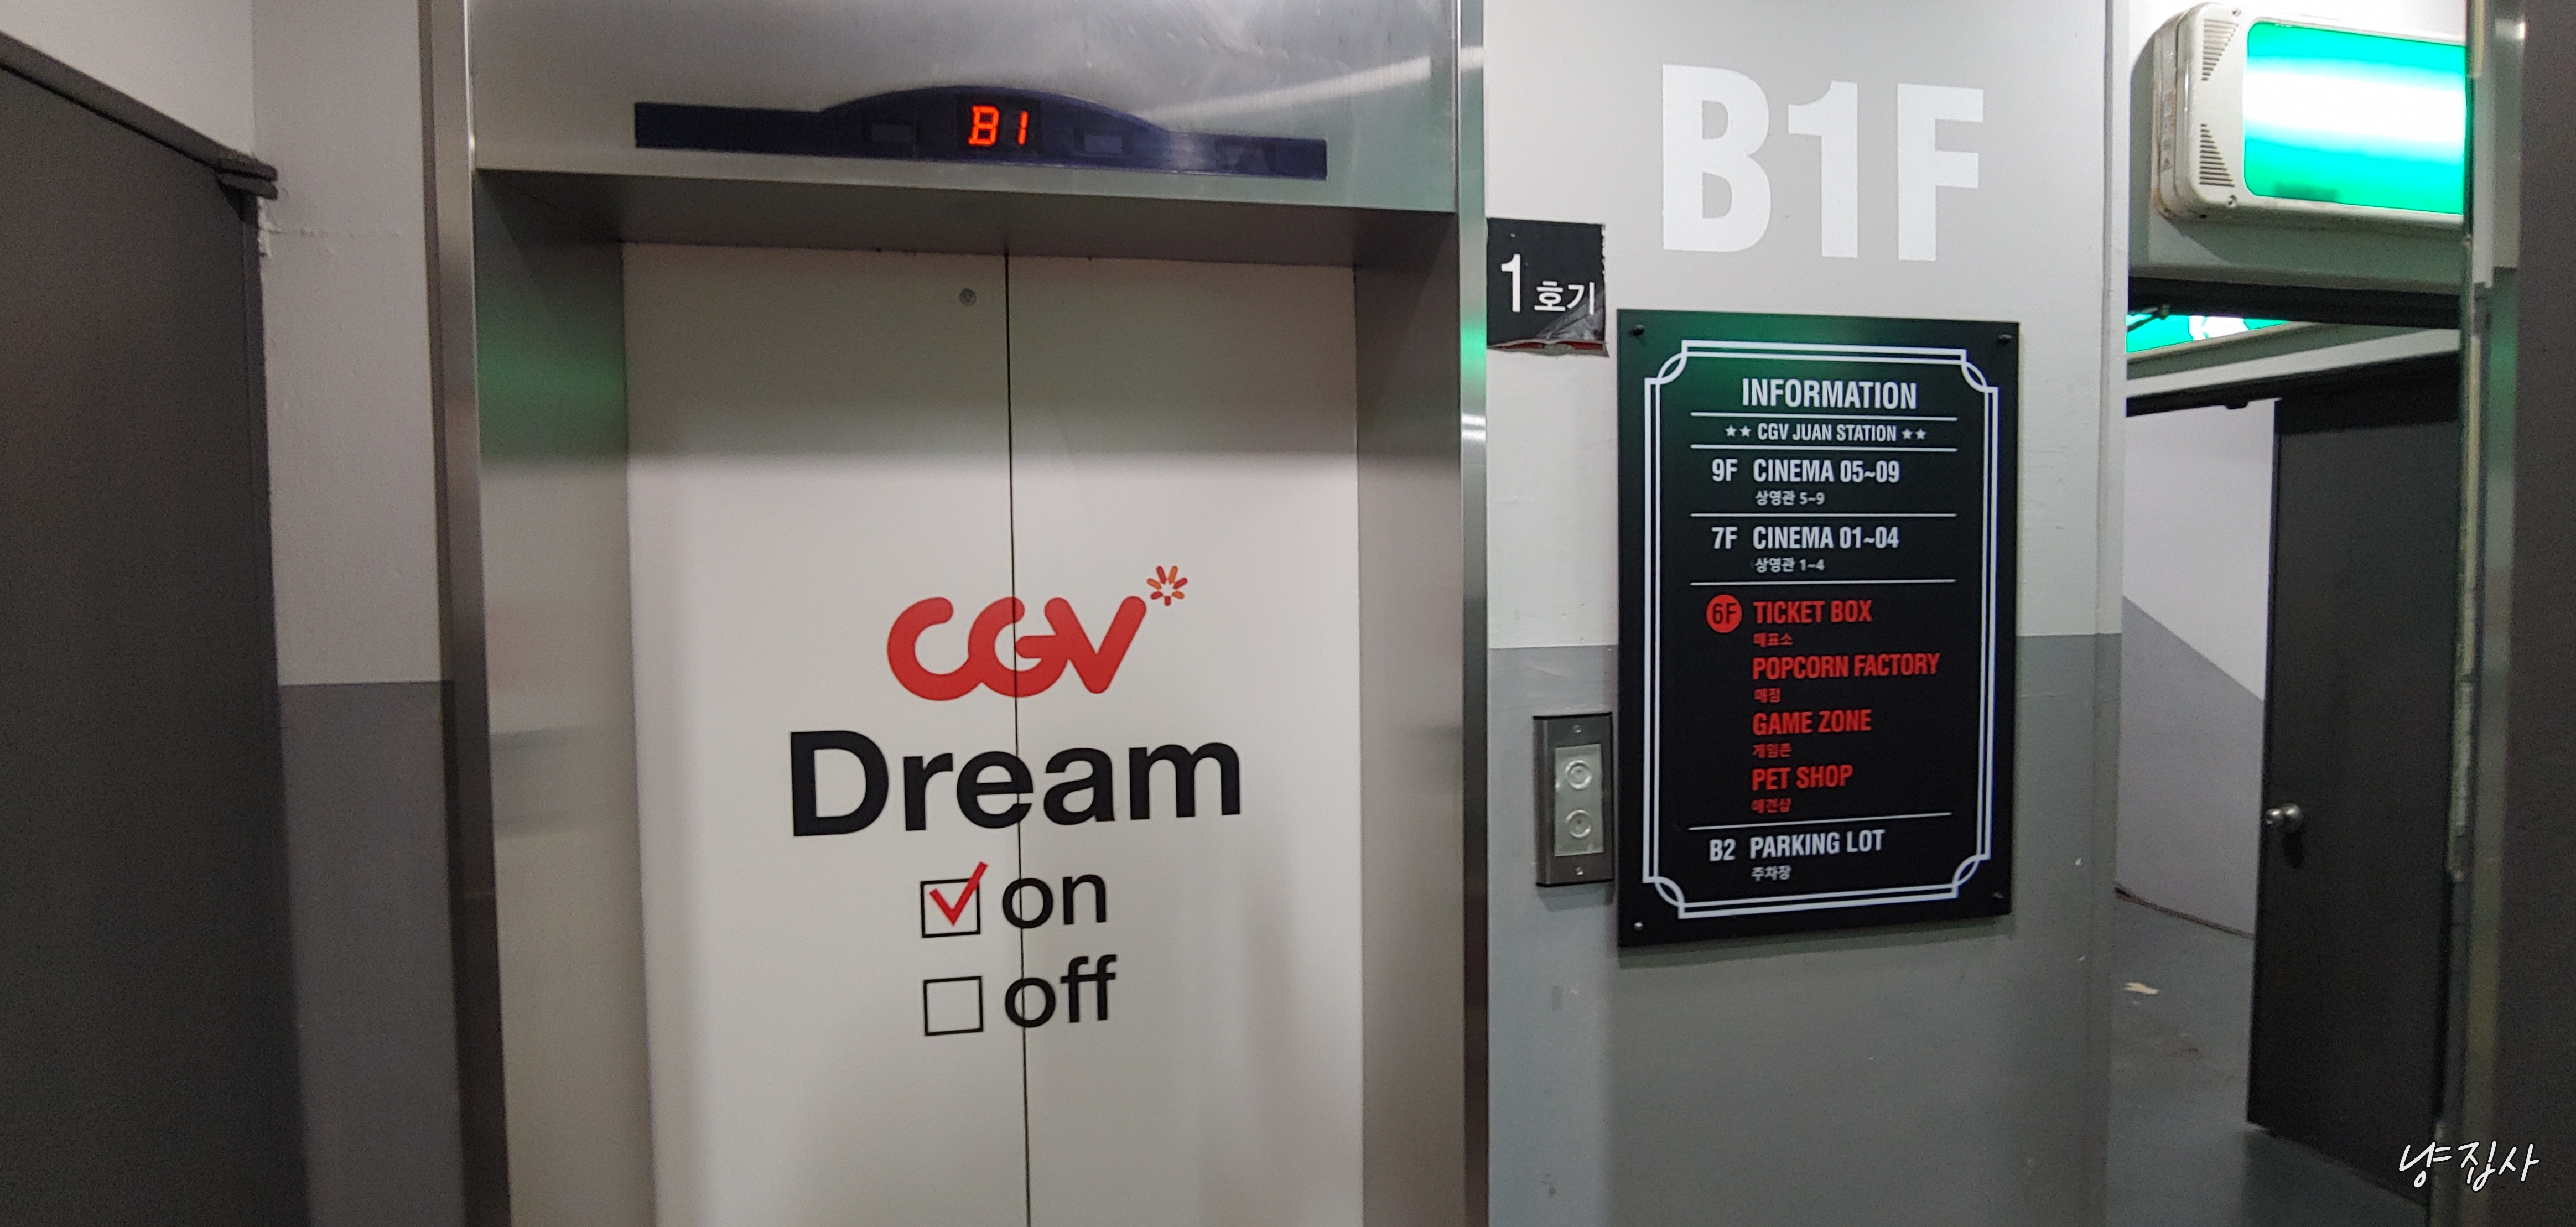 B1
B1F
1호기
CGV
Dream
on
off
INFORMATION
★★ CGV JUAN STATION ★★
9F CINEMA 05~09
상영관 5~9
7F CINEMA 01~04
상영관 1~4
6F TICKET BOX
매표소
POPCORN FACTORY
매점
GAME ZONE
게임존
PET SHOP
애견샵
B2 PARKING LOT
주차장
냥집사